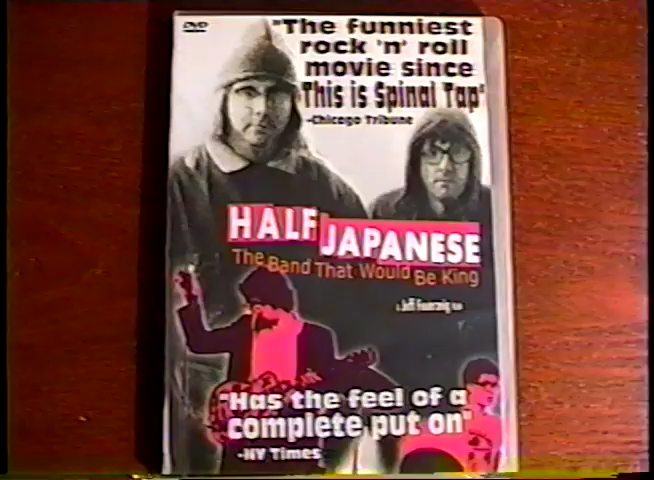 DVD
"The funniest
rock 'n' roll
movie since
This is Spinal Tap"
-Chicago Tribune
HALF JAPANESE
The Band That Would Be King
a Jeff Feuerzeig film
"Has the feel of a
complete put on"
-NY Times